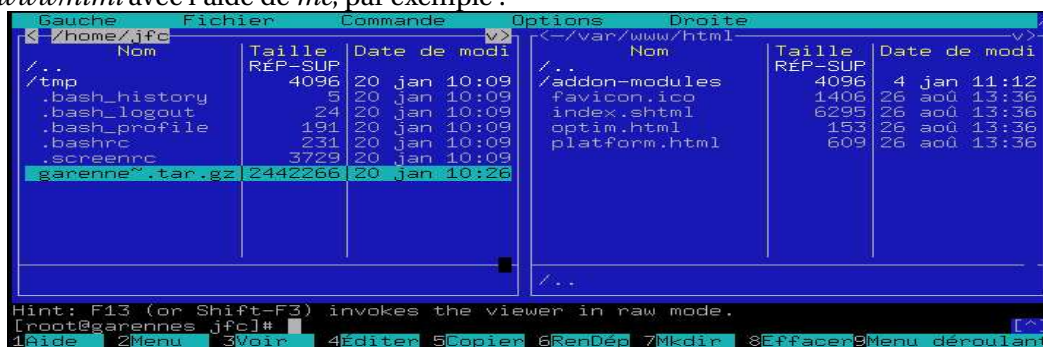 avec l'aide de mc, par exemple :
Gauche Fichier Commande Options Droite
/home/jfc v> <─/var/www/html v>
Nom Taille Date de modi Nom Taille Date de modi
/.. RÉP-SUP /.. RÉP-SUP
/tmp 4096 20 jan 10:09 /addon-modules 4096 4 jan 11:12
.bash_history 5 20 jan 10:09 favicon.ico 1406 26 aoû 13:36
.bash_logout 24 20 jan 10:09 index.shtml 6295 26 aoû 13:36
.bash_profile 191 20 jan 10:09 optim.html 153 26 aoû 13:36
.bashrc 231 20 jan 10:09 platform.html 609 26 aoû 13:36
.screenrc 3729 20 jan 10:09
garenne~.tar.gz 2442266 20 jan 10:26
/..
Hint: F13 (or Shift-F3) invokes the viewer in raw mode.
[root@garennes jfc]# [^]
1Aide 2Menu 3Voir 4Éditer 5Copier 6RenDép 7Mkdir 8Effacer 9Menu déroulant